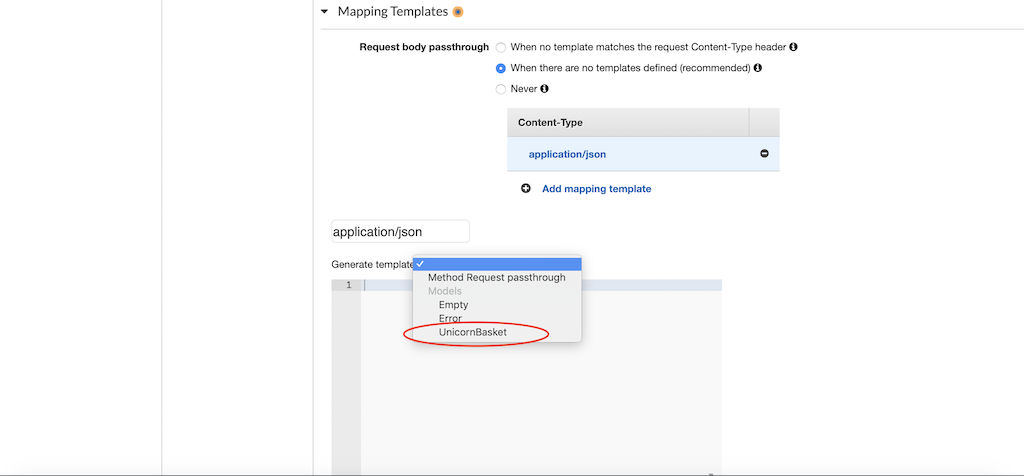 Mapping Templates
Request body passthrough
When no template matches the request Content-Type header
When there are no templates defined (recommended)
Never
Content-Type
application/json
Add mapping template
application/json
Generate template
Method Request passthrough
Models
Empty
Error
UnicornBasket
1